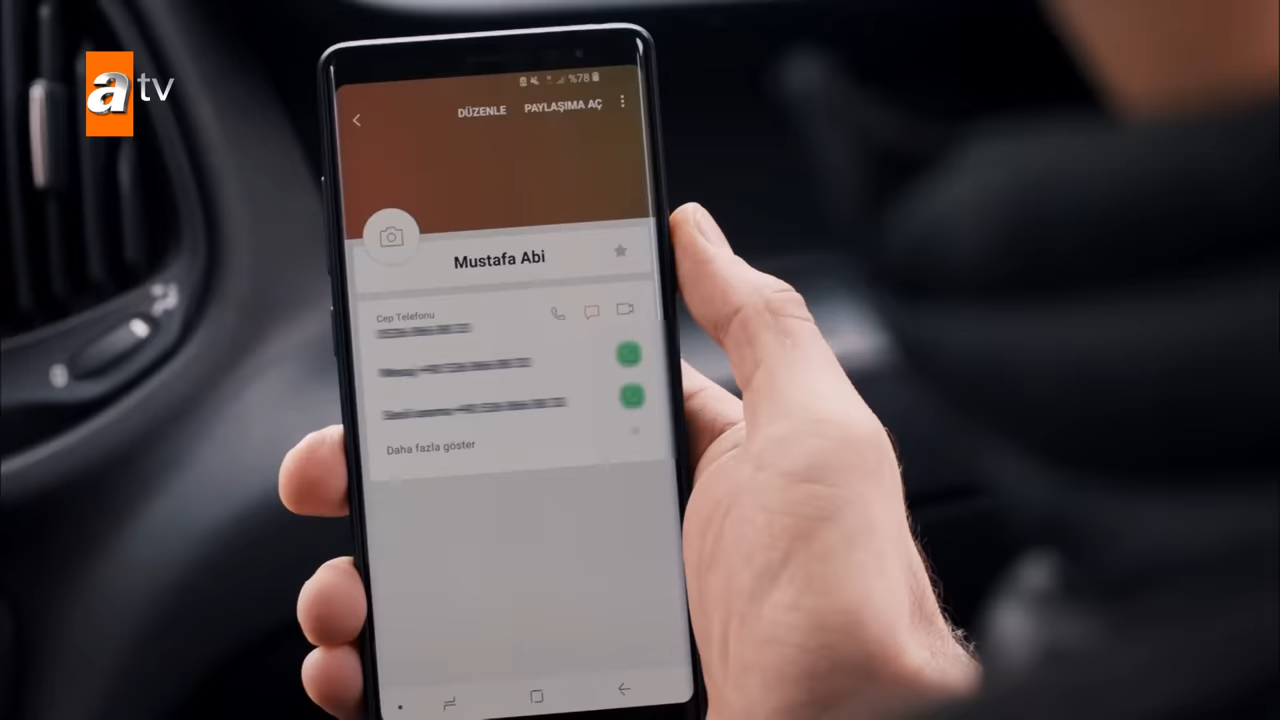 atv
%78
DÜZENLE PAYLAŞIMA AÇ
Mustafa Abi
Cep Telefonu
Daha fazla göster